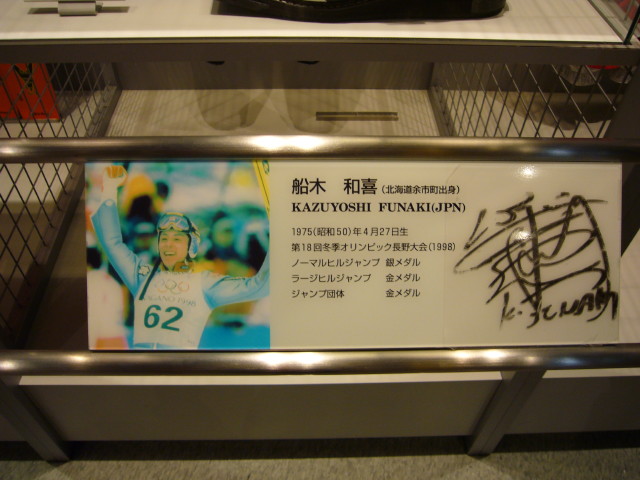 船木 和喜（北海道余市町出身）
KAZUYOSHI FUNAKI(JPN)
1975(昭和50)年4月27日生
第18回冬季オリンピック長野大会(1998)
ノーマルヒルジャンプ 銀メダル
ラージヒルジャンプ 金メダル
ジャンプ団体 金メダル
NAGANO 1998
62